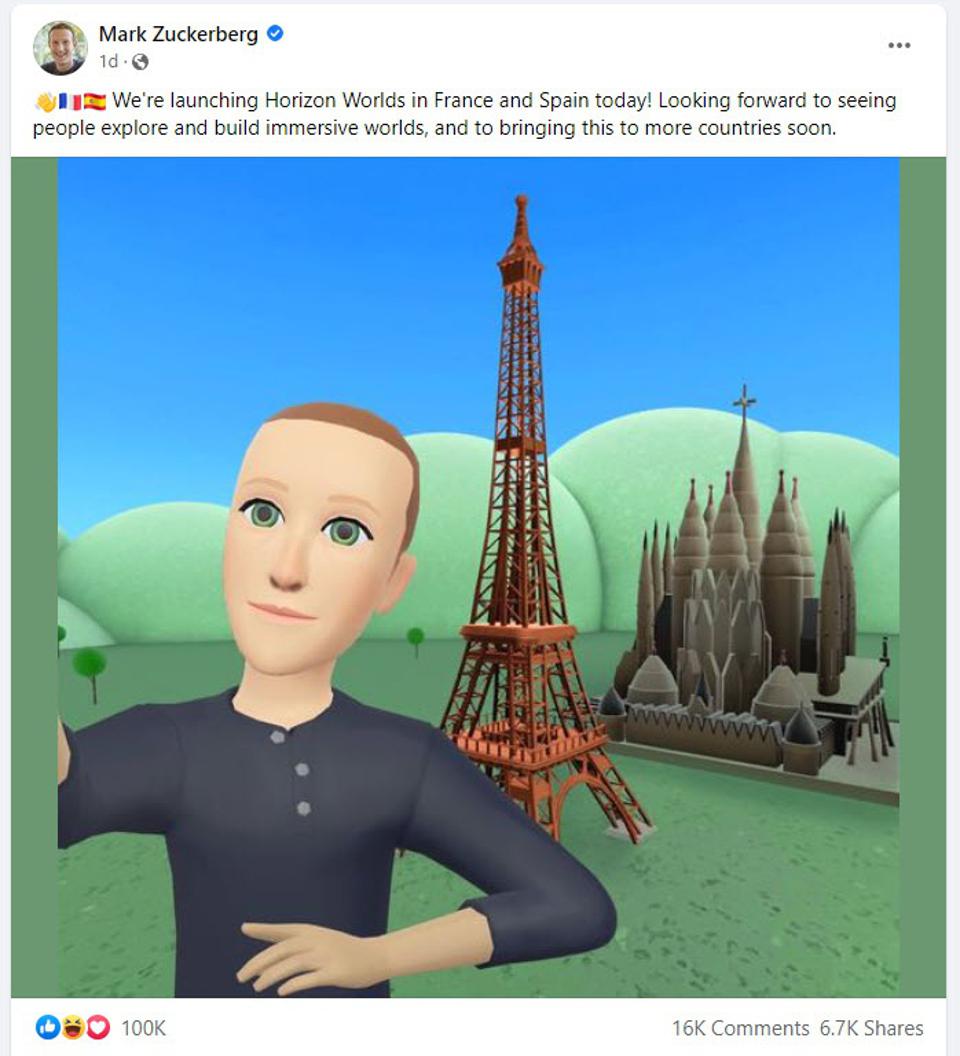 Mark Zuckerberg
1d ·
👋🇫🇷🇪🇸 We're launching Horizon Worlds in France and Spain today! Looking forward to seeing
people explore and build immersive worlds, and to bringing this to more countries soon.
100K 16K Comments 6.7K Shares